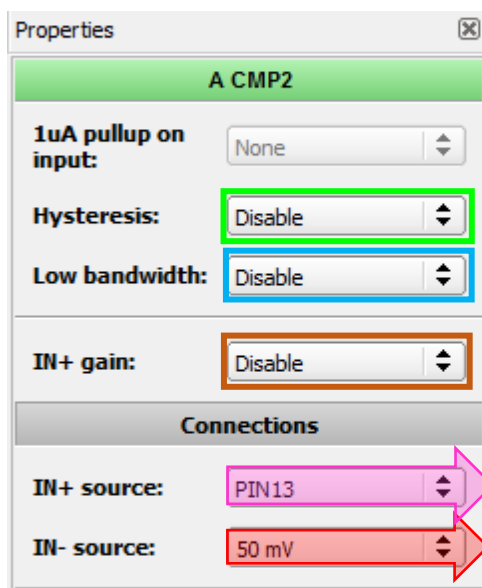 Properties
A CMP2
1uA pullup on
input:
None
Hysteresis:
Disable
Low bandwidth:
Disable
IN+ gain:
Disable
Connections
IN+ source:
PIN13
IN- source:
50 mV